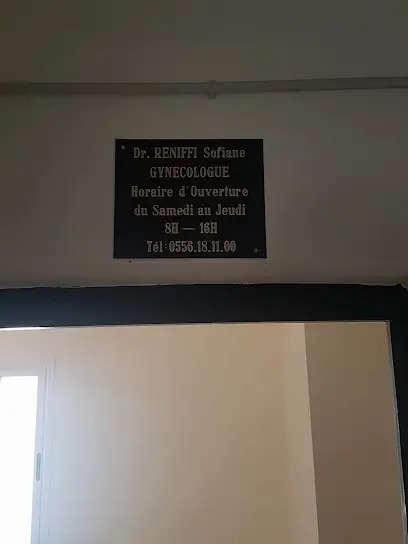 Dr. RENIFFI Sofiane
GYNECOLOGUE
Horaire d'Ouverture
du Samedi au Jeudi
8H — 16H
Tél: 0556.18.11.00